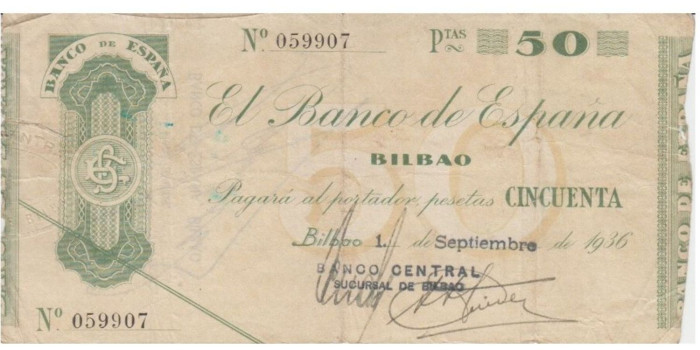 BANCO DE ESPAÑA
Nº 059907
PTAS 50
El Banco de España
BILBAO
Pagará al portador, pesetas CINCUENTA
Bilbao 1. de Septiembre de 1936
BANCO CENTRAL
SUCURSAL DE BILBAO
Nº 059907